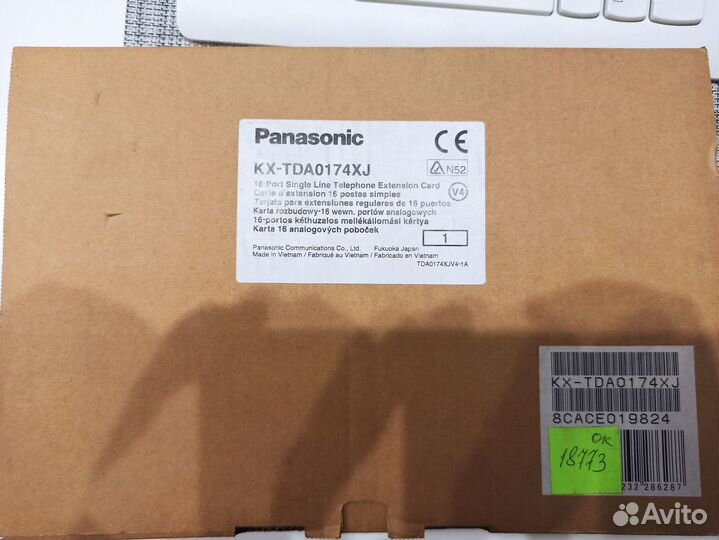 Panasonic
CE
KX-TDA0174XJ
N52
16-Port Single Line Telephone Extension Card
V4
Carte d'extension 16 postes simples
Tarjeta para extensiones regulares de 16 puertos
Karta rozbudowy-16 wewn. portów analogowych
16-portos kéthuzalos mellékállomási kártya
Karta 16 analogových poboček
1
Panasonic Communications Co., Ltd. Fukuoka Japan
Made in Vietnam / Fabriqué au Vietnam / Fabricado en Vietnam
TDA0174XJV4-1A
KX-TDA0174XJ
8CACE019824
18773
232 286287
Avito